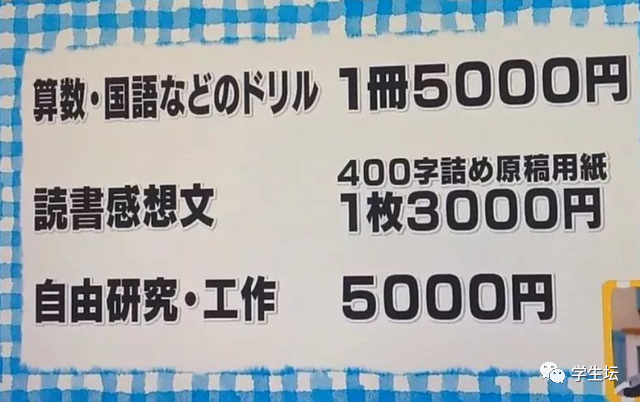 算数・国語などのドリル 1冊5000円
400字詰め原稿用紙
読書感想文 1枚3000円
自由研究・工作 5000円
学生坛